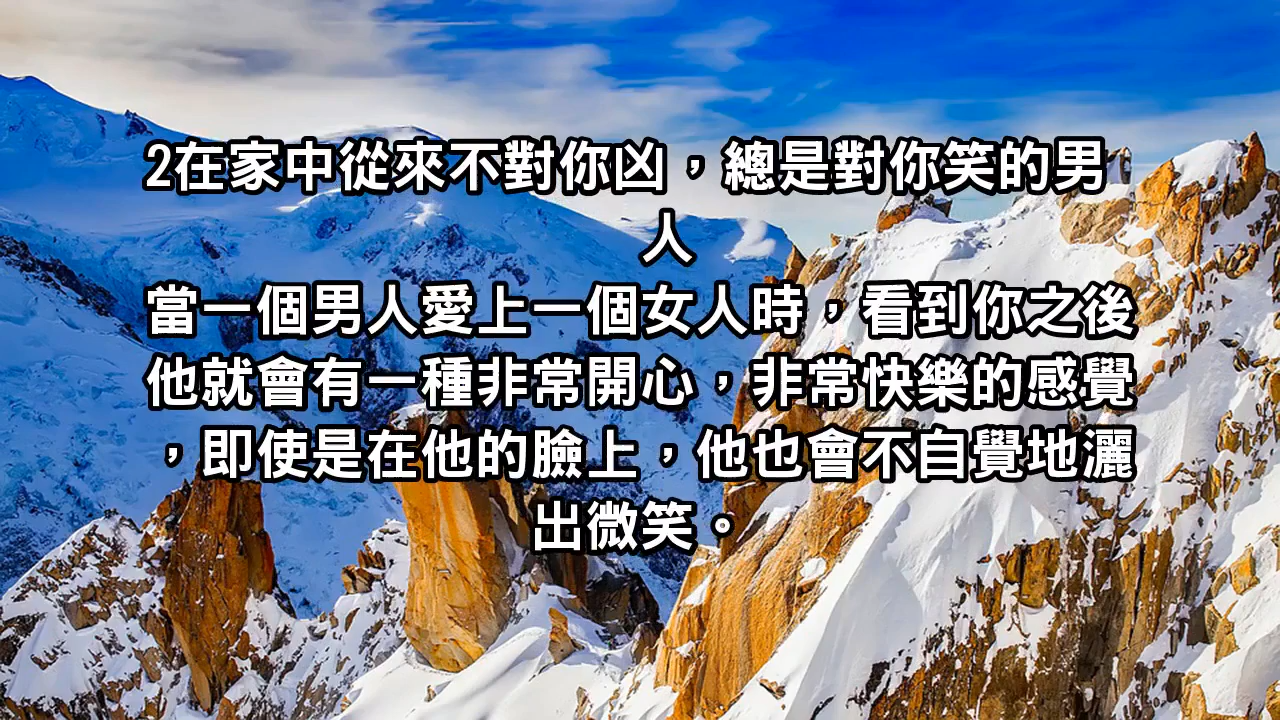 2在家中從來不對你凶，總是對你笑的男
人
當一個男人愛上一個女人時，看到你之後
他就會有一種非常開心，非常快樂的感覺
，即使是在他的臉上，他也會不自覺地灑
出微笑。